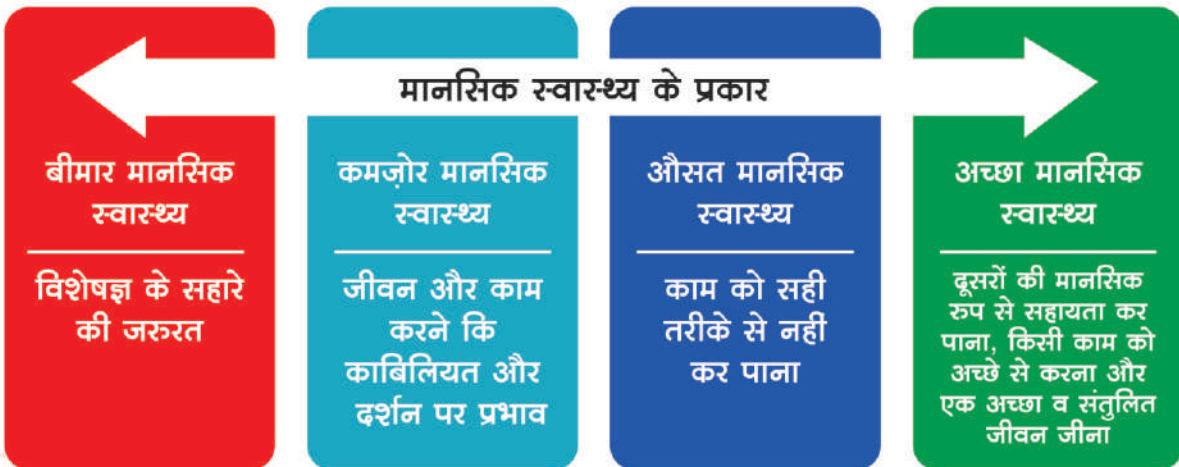 मानसिक स्वास्थ्य के प्रकार
बीमार मानसिक
स्वास्थ्य
विशेषज्ञ के सहारे
की जरुरत
कमज़ोर मानसिक
स्वास्थ्य
जीवन और काम
करने कि
काबिलियत और
दर्शन पर प्रभाव
औसत मानसिक
स्वास्थ्य
काम को सही
तरीके से नहीं
कर पाना
अच्छा मानसिक
स्वास्थ्य
दूसरों की मानसिक
रुप से सहायता कर
पाना, किसी काम को
अच्छे से करना और
एक अच्छा व संतुलित
जीवन जीना